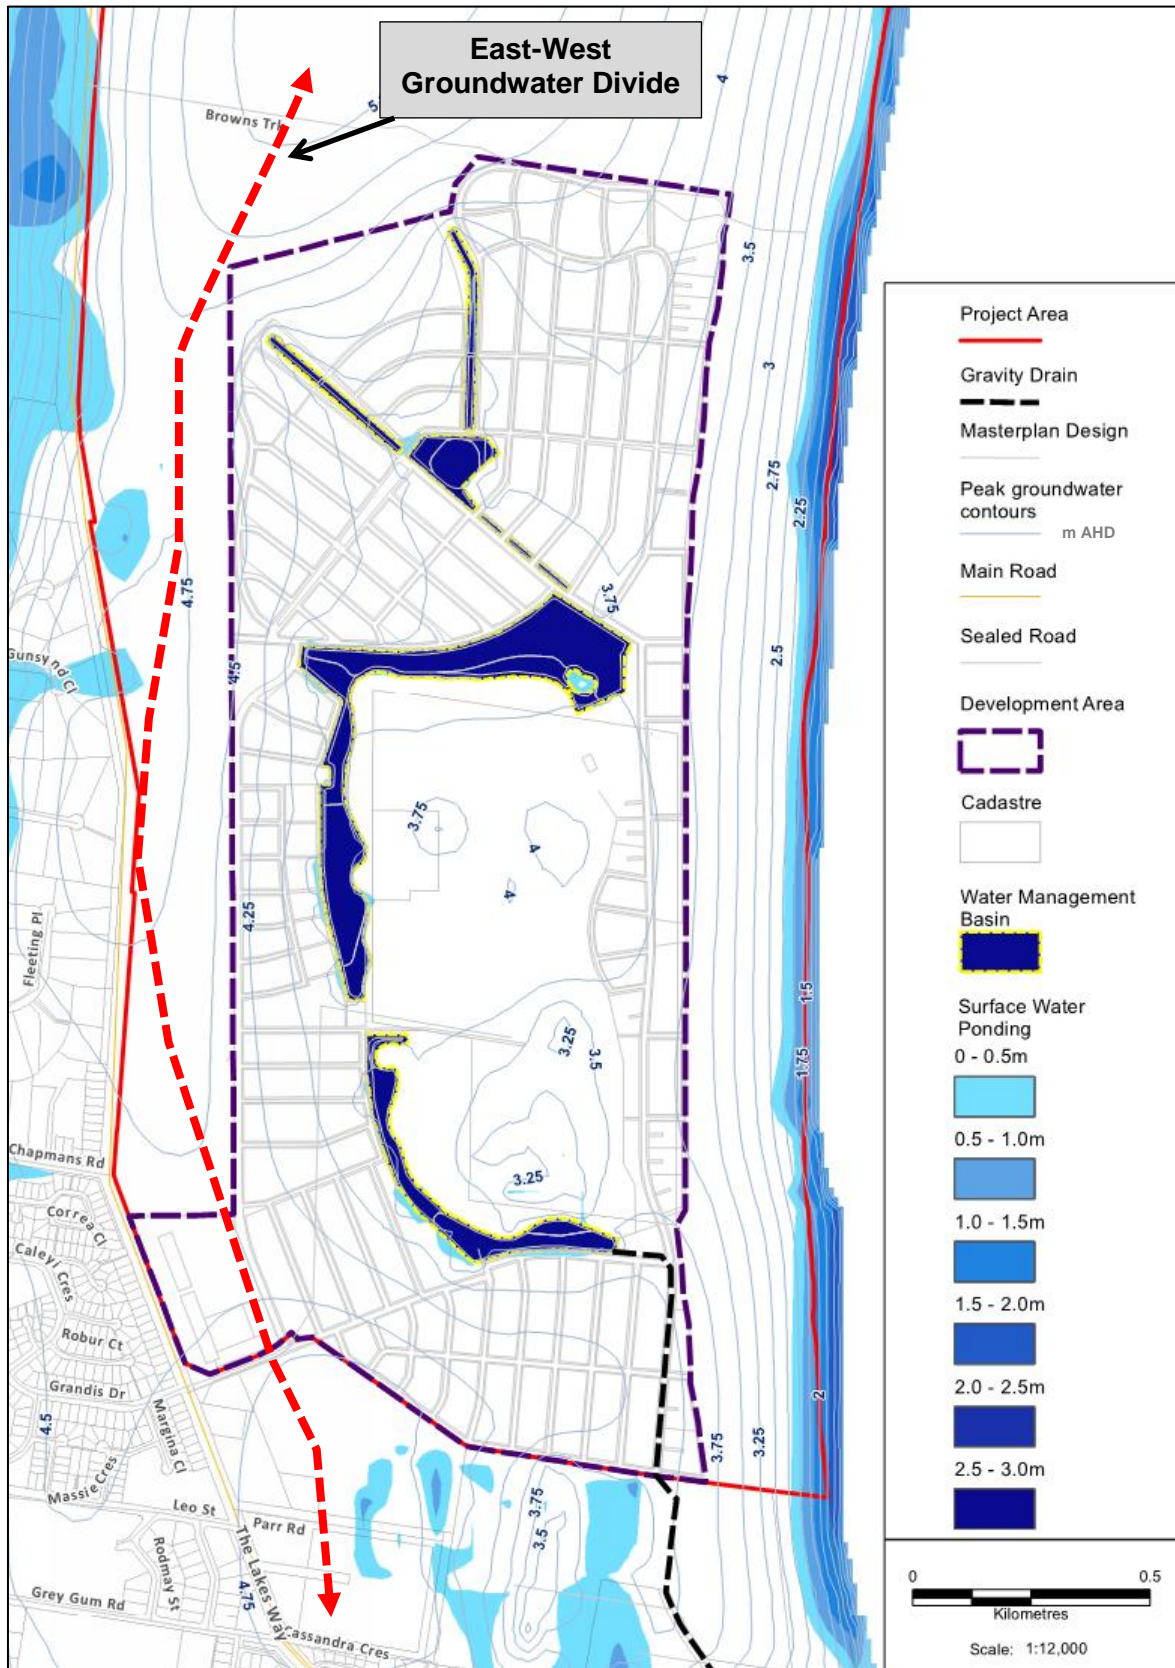 East-West
Groundwater Divide
Browns Tr
4
3.5
3
2.75
2.25
2.5
4.75
3.75
4.5
Gunsynd Cl
3.75
4
4
4.25
Fleeting Pl
1.5
3.25
3.5
1.75
3.25
Chapmans Rd
Correa Cl
Caleyi Cres
Robur Ct
Grandis Dr
Margina Cl
4.5
Massie Cres
2
3.75
3.25
Leo St
Parr Rd
3.75
3.5
The Lakes Way
Rodmay St
4.75
Grey Gum Rd
Cassandra Cres
Project Area
Gravity Drain
Masterplan Design
Peak groundwater
contours
m AHD
Main Road
Sealed Road
Development Area
Cadastre
Water Management
Basin
Surface Water
Ponding
0 - 0.5m
0.5 - 1.0m
1.0 - 1.5m
1.5 - 2.0m
2.0 - 2.5m
2.5 - 3.0m
0 0.5
Kilometres
Scale: 1:12,000